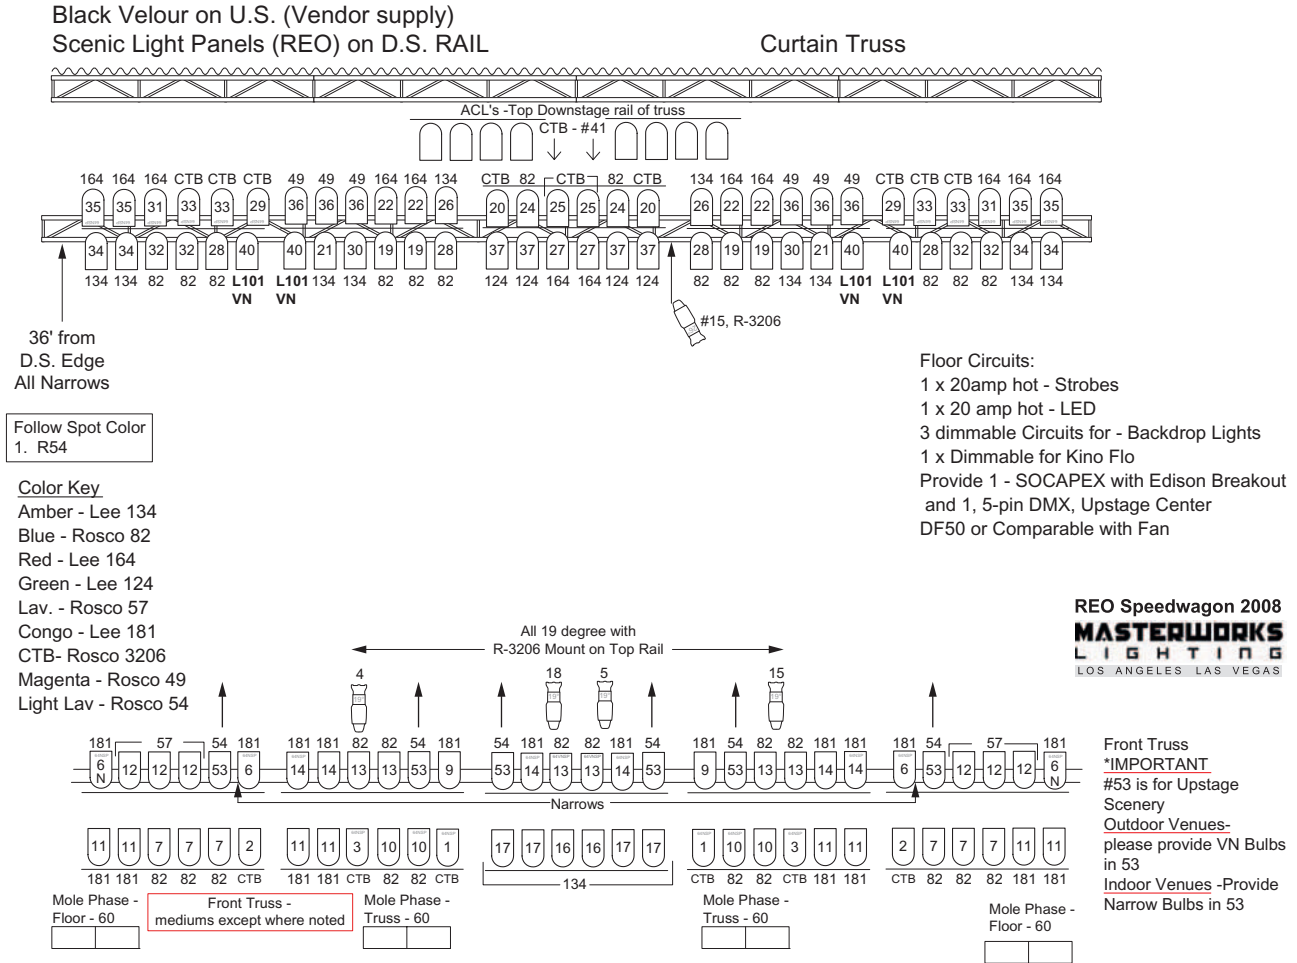 Black Velour on U.S. (Vendor supply)
Scenic Light Panels (REO) on D.S. RAIL
Curtain Truss
ACL's -Top Downstage rail of truss
CTB - #41
164 164 164 CTB CTB CTB 49 49 49 164 164 134 CTB 82 CTB 82 CTB 134 164 164 49 49 49 CTB CTB CTB 164 164 164
35 35 31 33 33 29 36 36 36 22 22 26 20 24 25 25 24 20 26 22 22 36 36 36 29 33 33 31 35 35
34 34 32 32 28 40 40 21 30 19 19 28 37 37 27 27 37 37 28 19 19 30 21 40 40 28 32 32 34 34
134 134 82 82 82 L101 L101 134 134 82 82 82 124 124 164 164 124 124 82 82 82 134 134 L101 L101 82 82 82 134 134
VN VN VN VN
#15, R-3206
36' from
D.S. Edge
All Narrows
Follow Spot Color
1. R54
Color Key
Amber - Lee 134
Blue - Rosco 82
Red - Lee 164
Green - Lee 124
Lav. - Rosco 57
Congo - Lee 181
CTB- Rosco 3206
Magenta - Rosco 49
Light Lav - Rosco 54
Floor Circuits:
1 x 20amp hot - Strobes
1 x 20 amp hot - LED
3 dimmable Circuits for - Backdrop Lights
1 x Dimmable for Kino Flo
Provide 1 - SOCAPEX with Edison Breakout
and 1, 5-pin DMX, Upstage Center
DF50 or Comparable with Fan
REO Speedwagon 2008
MASTERWORKS
LIGHTING
LOS ANGELES LAS VEGAS
All 19 degree with
R-3206 Mount on Top Rail
4 18 5 15
19° 19° 19° 19°
181 57 54 181 181 181 82 82 54 181 54 181 82 82 181 54 181 54 82 82 181 181 181 54 57 181
6 12 12 12 53 6 14 14 13 13 53 9 53 14 13 13 14 53 9 53 13 13 14 14 6 53 12 12 12 6
N N
Narrows
11 11 7 7 7 2 11 11 3 10 10 1 17 17 16 16 17 17 1 10 10 3 11 11 2 7 7 7 11 11
181 181 82 82 82 CTB 181 181 CTB 82 82 CTB 134 CTB 82 82 CTB 181 181 CTB 82 82 82 181 181
Mole Phase -
Floor - 60
Front Truss -
mediums except where noted
Mole Phase -
Truss - 60
Mole Phase -
Truss - 60
Mole Phase -
Floor - 60
Front Truss
*IMPORTANT
#53 is for Upstage
Scenery
Outdoor Venues-
please provide VN Bulbs
in 53
Indoor Venues -Provide
Narrow Bulbs in 53